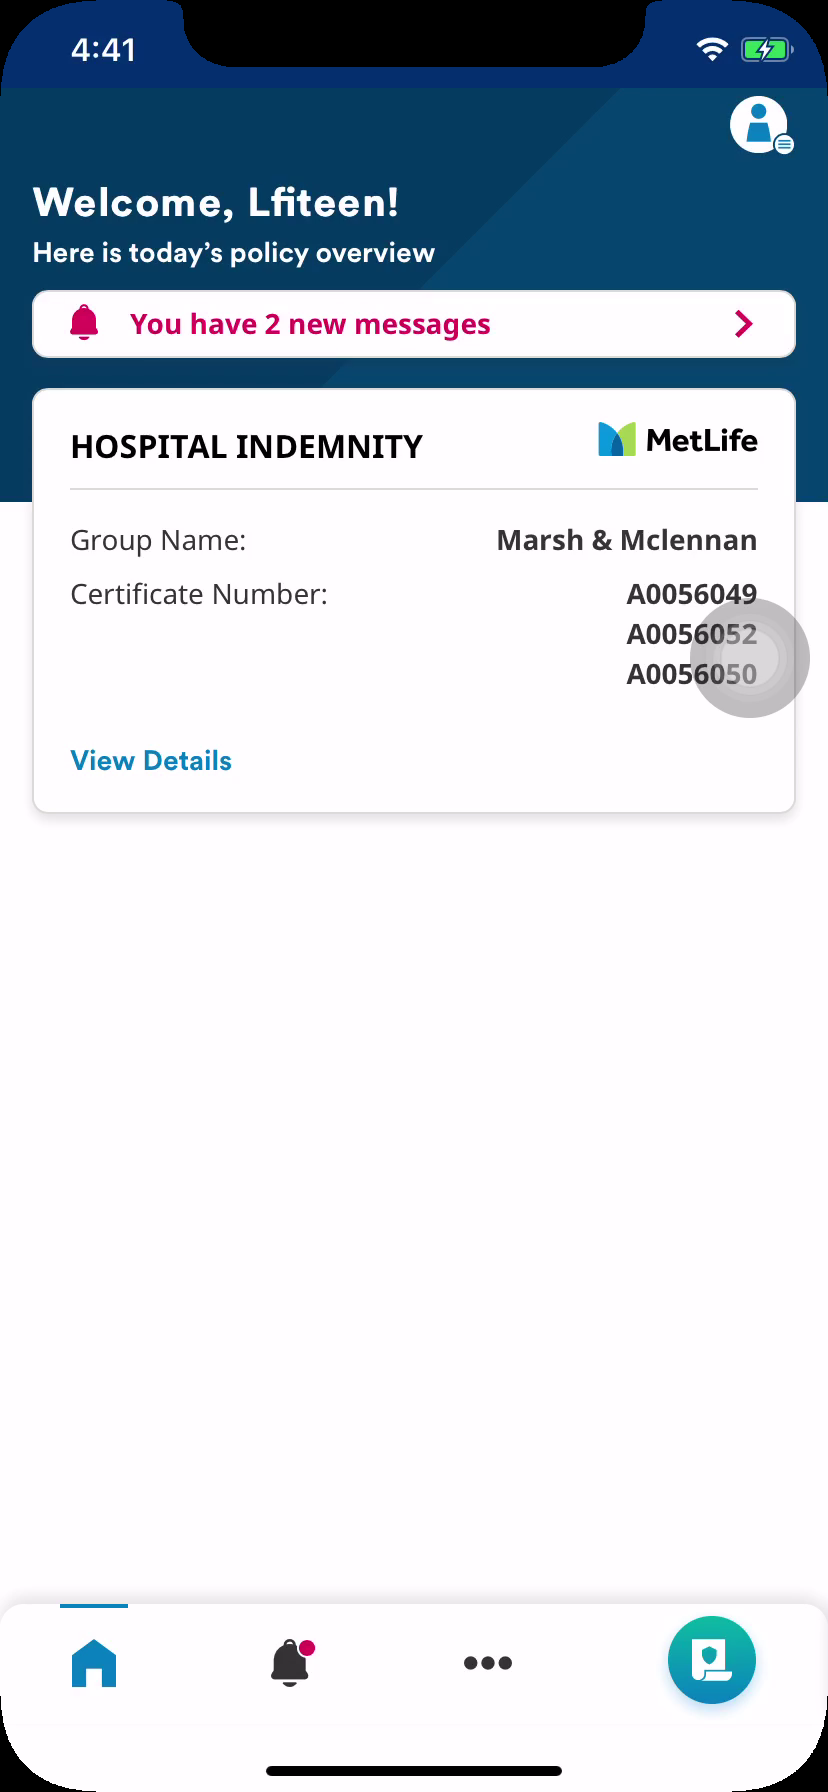 4:41
Welcome, Lfiteen!
Here is today’s policy overview
You have 2 new messages
HOSPITAL INDEMNITY
MetLife
Group Name: Marsh & Mclennan
Certificate Number: A0056049
A0056052
A0056050
View Details